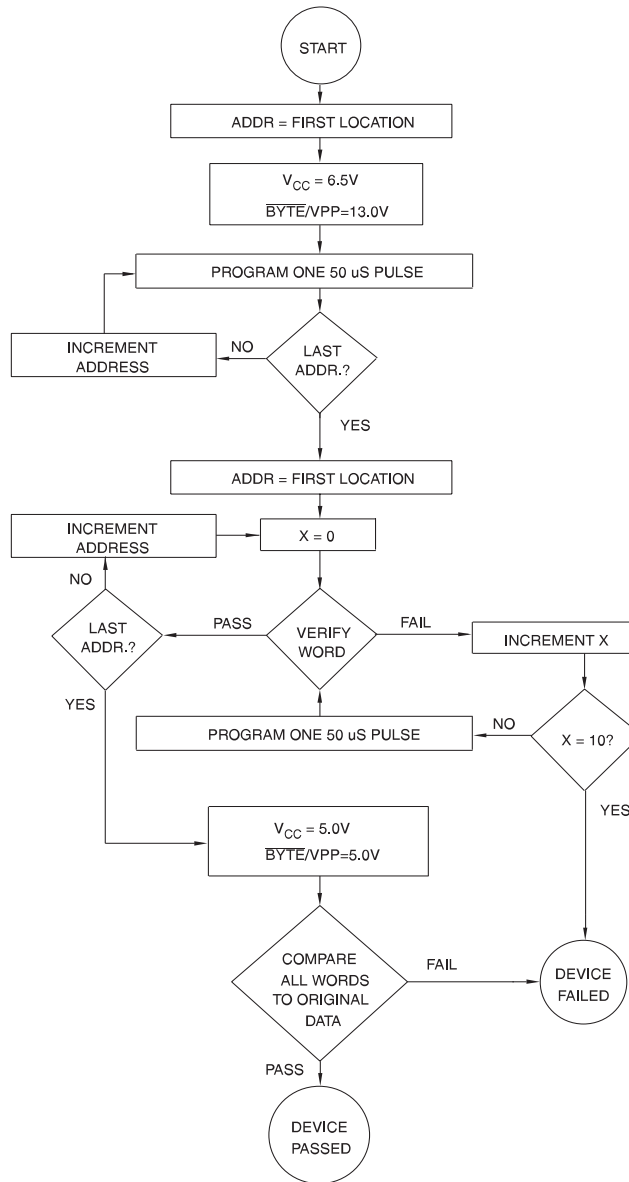 START
ADDR = FIRST LOCATION
VCC = 6.5V
BYTE/VPP=13.0V
PROGRAM ONE 50 uS PULSE
INCREMENT
ADDRESS
NO
LAST
ADDR.?
YES
ADDR = FIRST LOCATION
INCREMENT
ADDRESS
X = 0
NO
LAST
ADDR.?
PASS
VERIFY
WORD
FAIL
INCREMENT X
YES
PROGRAM ONE 50 uS PULSE
NO
X = 10?
YES
VCC = 5.0V
BYTE/VPP=5.0V
COMPARE
ALL WORDS
TO ORIGINAL
DATA
FAIL
DEVICE
FAILED
PASS
DEVICE
PASSED